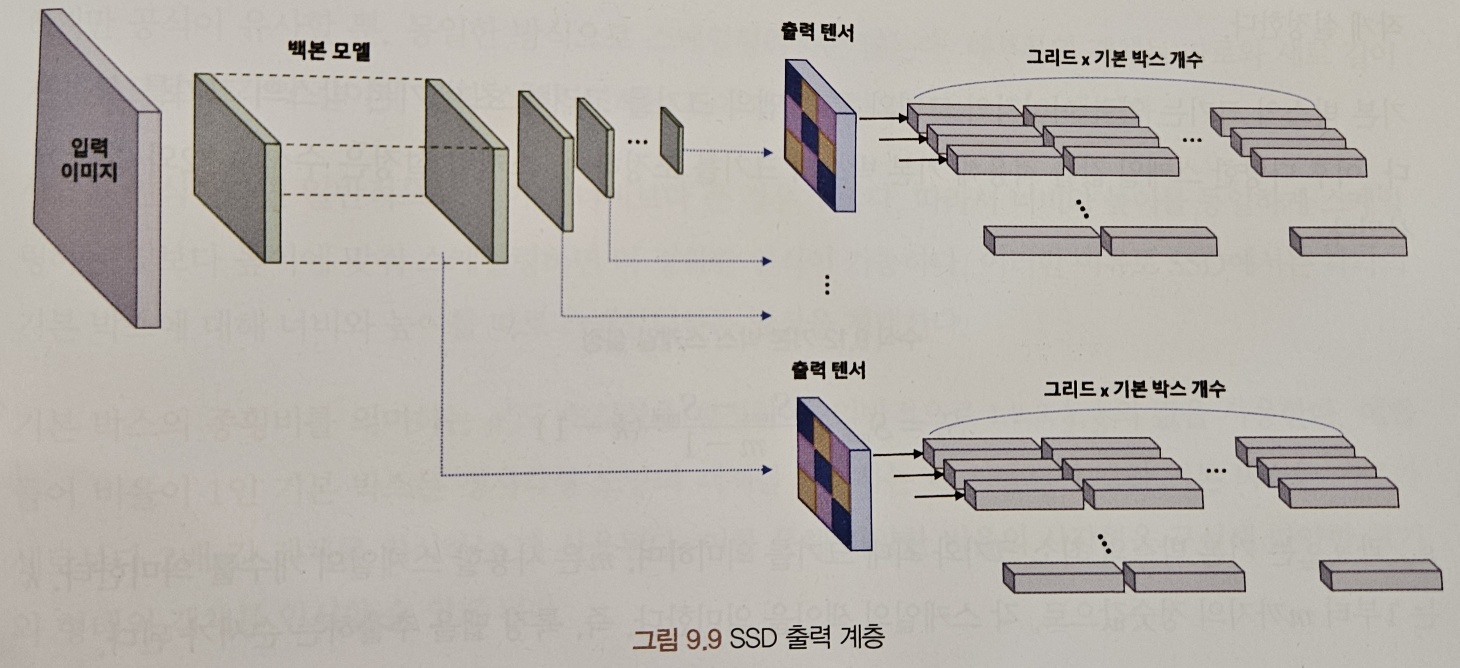 백본 모델
출력 텐서
그리드 x 기본 박스 개수
입력
이미지
...
...
⋮
출력 텐서
그리드 x 기본 박스 개수
...
그림 9.9 SSD 출력 계층